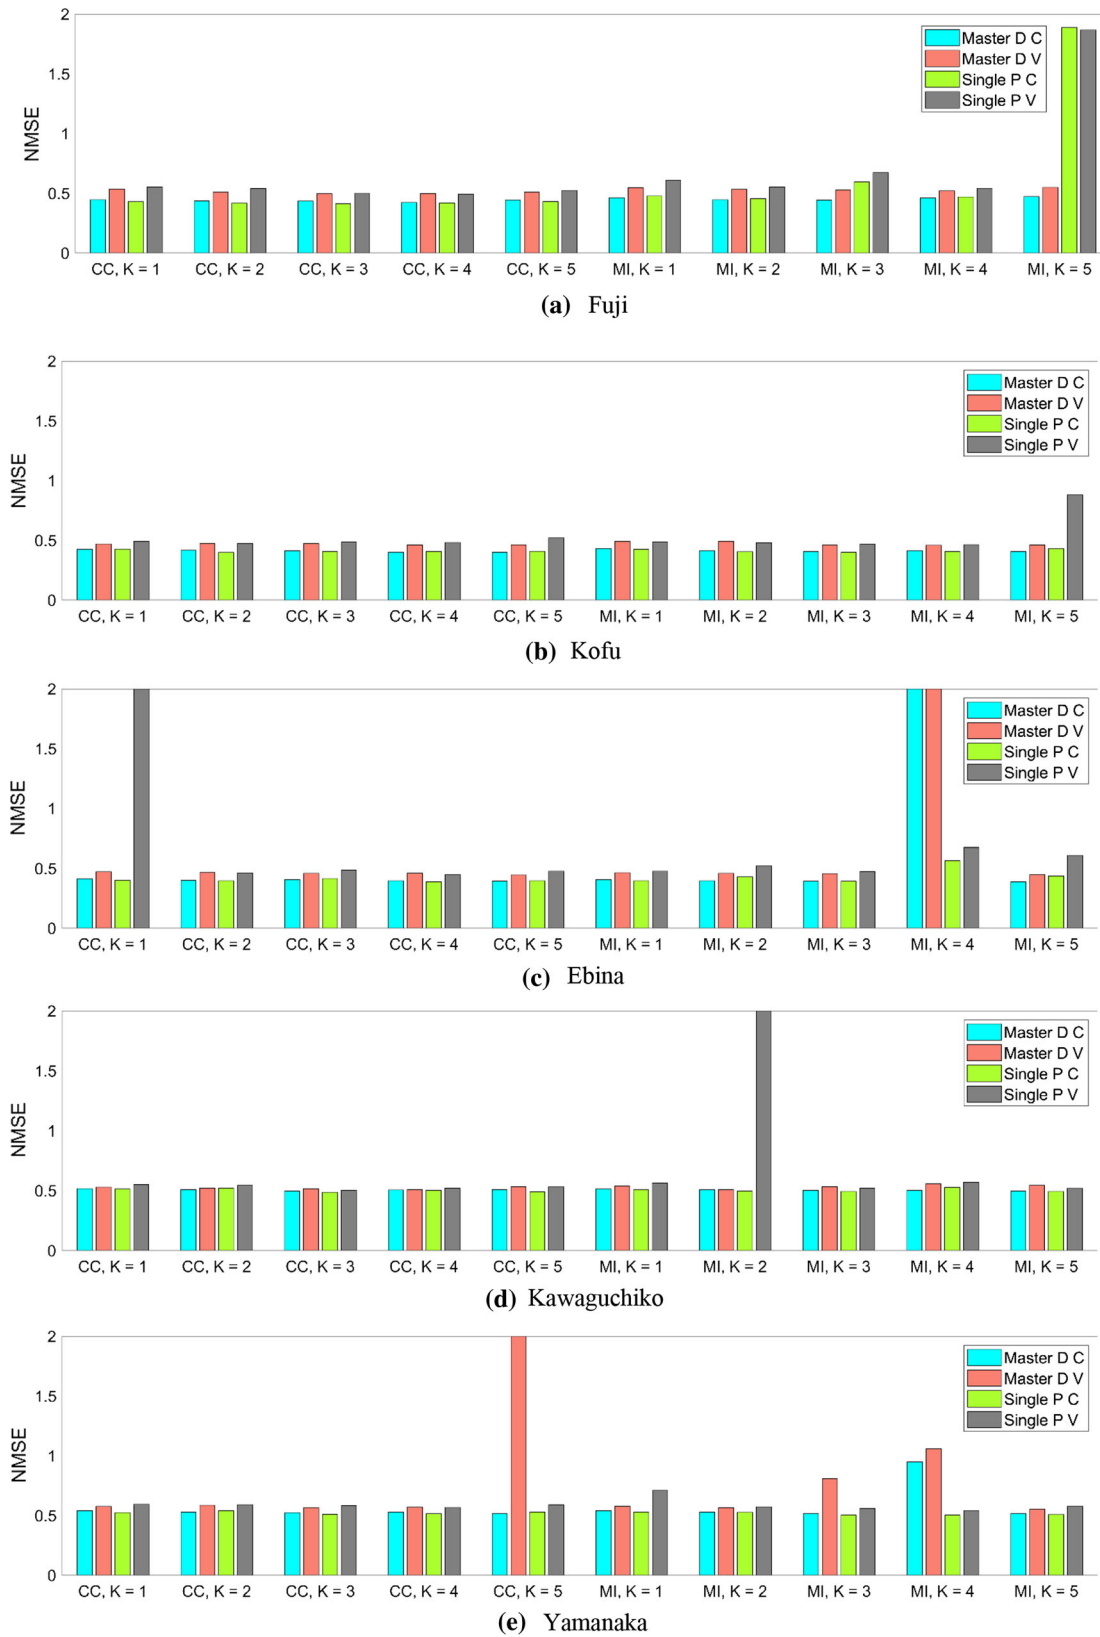 2
Master D C
Master D V
Single P C
Single P V
1.5
1
0.5
0
NMSE
CC, K = 1 CC, K = 2 CC, K = 3 CC, K = 4 CC, K = 5 MI, K = 1 MI, K = 2 MI, K = 3 MI, K = 4 MI, K = 5
(a) Fuji
2
Master D C
Master D V
Single P C
Single P V
1.5
1
0.5
0
NMSE
CC, K = 1 CC, K = 2 CC, K = 3 CC, K = 4 CC, K = 5 MI, K = 1 MI, K = 2 MI, K = 3 MI, K = 4 MI, K = 5
(b) Kofu
2
Master D C
Master D V
Single P C
Single P V
1.5
1
0.5
0
NMSE
CC, K = 1 CC, K = 2 CC, K = 3 CC, K = 4 CC, K = 5 MI, K = 1 MI, K = 2 MI, K = 3 MI, K = 4 MI, K = 5
(c) Ebina
2
Master D C
Master D V
Single P C
Single P V
1.5
1
0.5
0
NMSE
CC, K = 1 CC, K = 2 CC, K = 3 CC, K = 4 CC, K = 5 MI, K = 1 MI, K = 2 MI, K = 3 MI, K = 4 MI, K = 5
(d) Kawaguchiko
2
Master D C
Master D V
Single P C
Single P V
1.5
1
0.5
0
NMSE
CC, K = 1 CC, K = 2 CC, K = 3 CC, K = 4 CC, K = 5 MI, K = 1 MI, K = 2 MI, K = 3 MI, K = 4 MI, K = 5
(e) Yamanaka